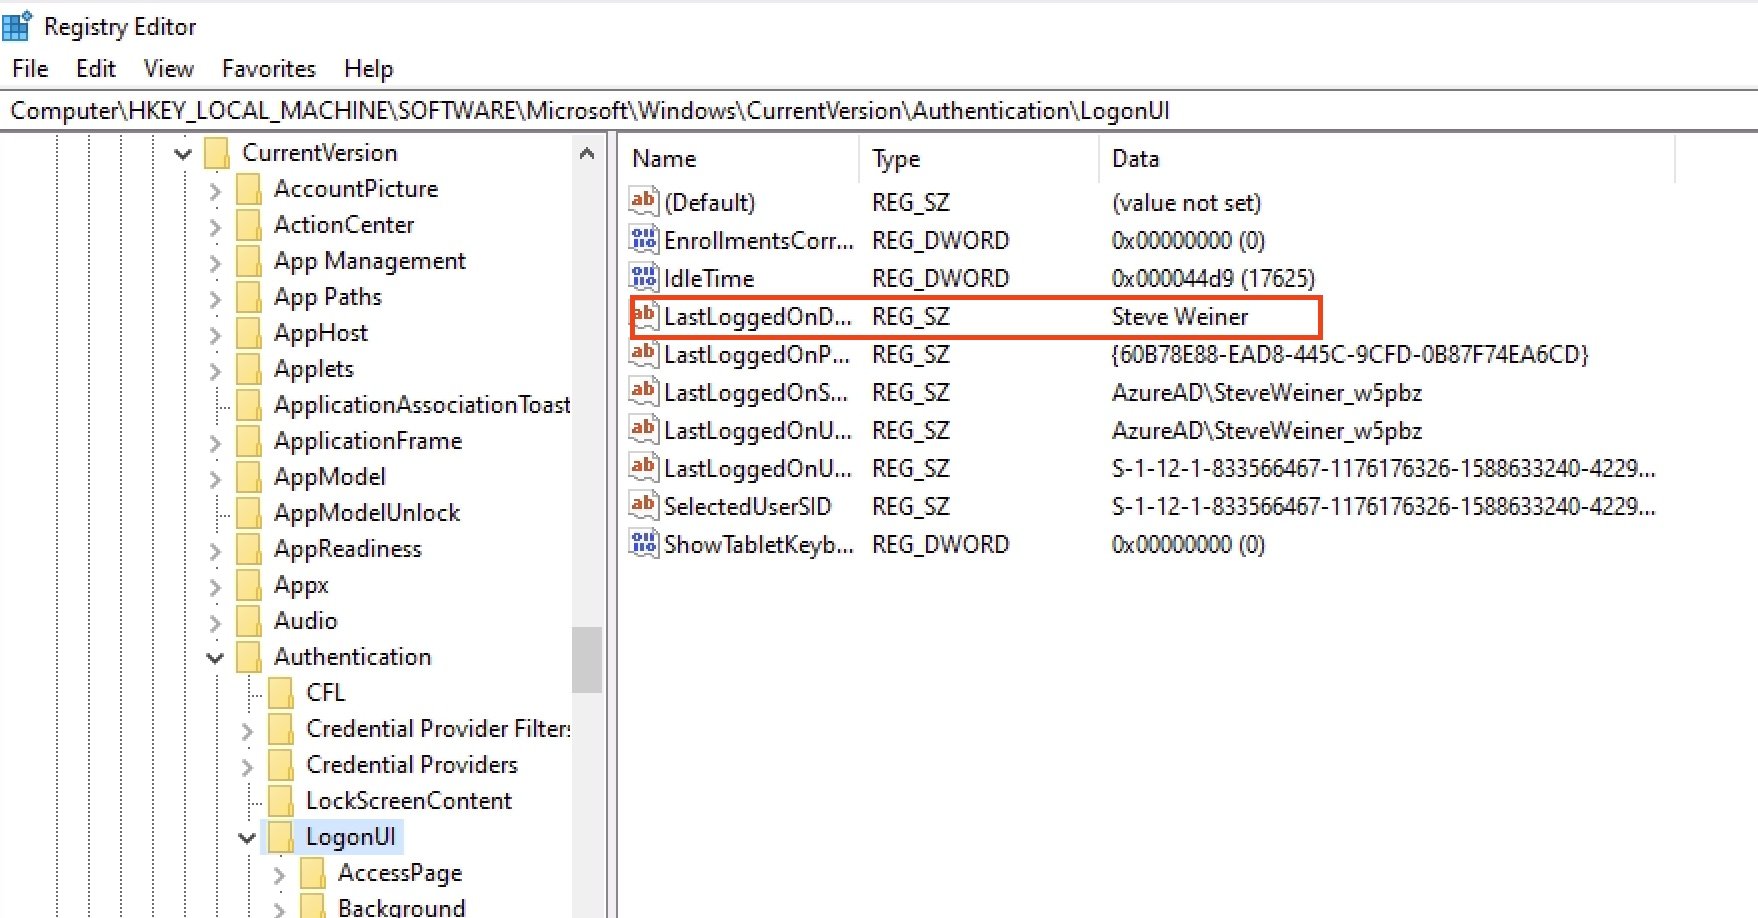 Registry Editor
File Edit View Favorites Help
Computer\HKEY_LOCAL_MACHINE\SOFTWARE\Microsoft\Windows\CurrentVersion\Authentication\LogonUI
CurrentVersion
AccountPicture
ActionCenter
App Management
App Paths
AppHost
Applets
ApplicationAssociationToast
ApplicationFrame
AppModel
AppModelUnlock
AppReadiness
Appx
Audio
Authentication
CFL
Credential Provider Filters
Credential Providers
LockScreenContent
LogonUI
AccessPage
Background
Name Type Data
(Default) REG_SZ (value not set)
EnrollmentsCorr... REG_DWORD 0x00000000 (0)
IdleTime REG_DWORD 0x000044d9 (17625)
LastLoggedOnD... REG_SZ Steve Weiner
LastLoggedOnP... REG_SZ {60B78E88-EAD8-445C-9CFD-0B87F74EA6CD}
LastLoggedOnS... REG_SZ AzureAD\SteveWeiner_w5pbz
LastLoggedOnU... REG_SZ AzureAD\SteveWeiner_w5pbz
LastLoggedOnU... REG_SZ S-1-12-1-833566467-1176176326-1588633240-4229...
SelectedUserSID REG_SZ S-1-12-1-833566467-1176176326-1588633240-4229...
ShowTabletKeyb... REG_DWORD 0x00000000 (0)